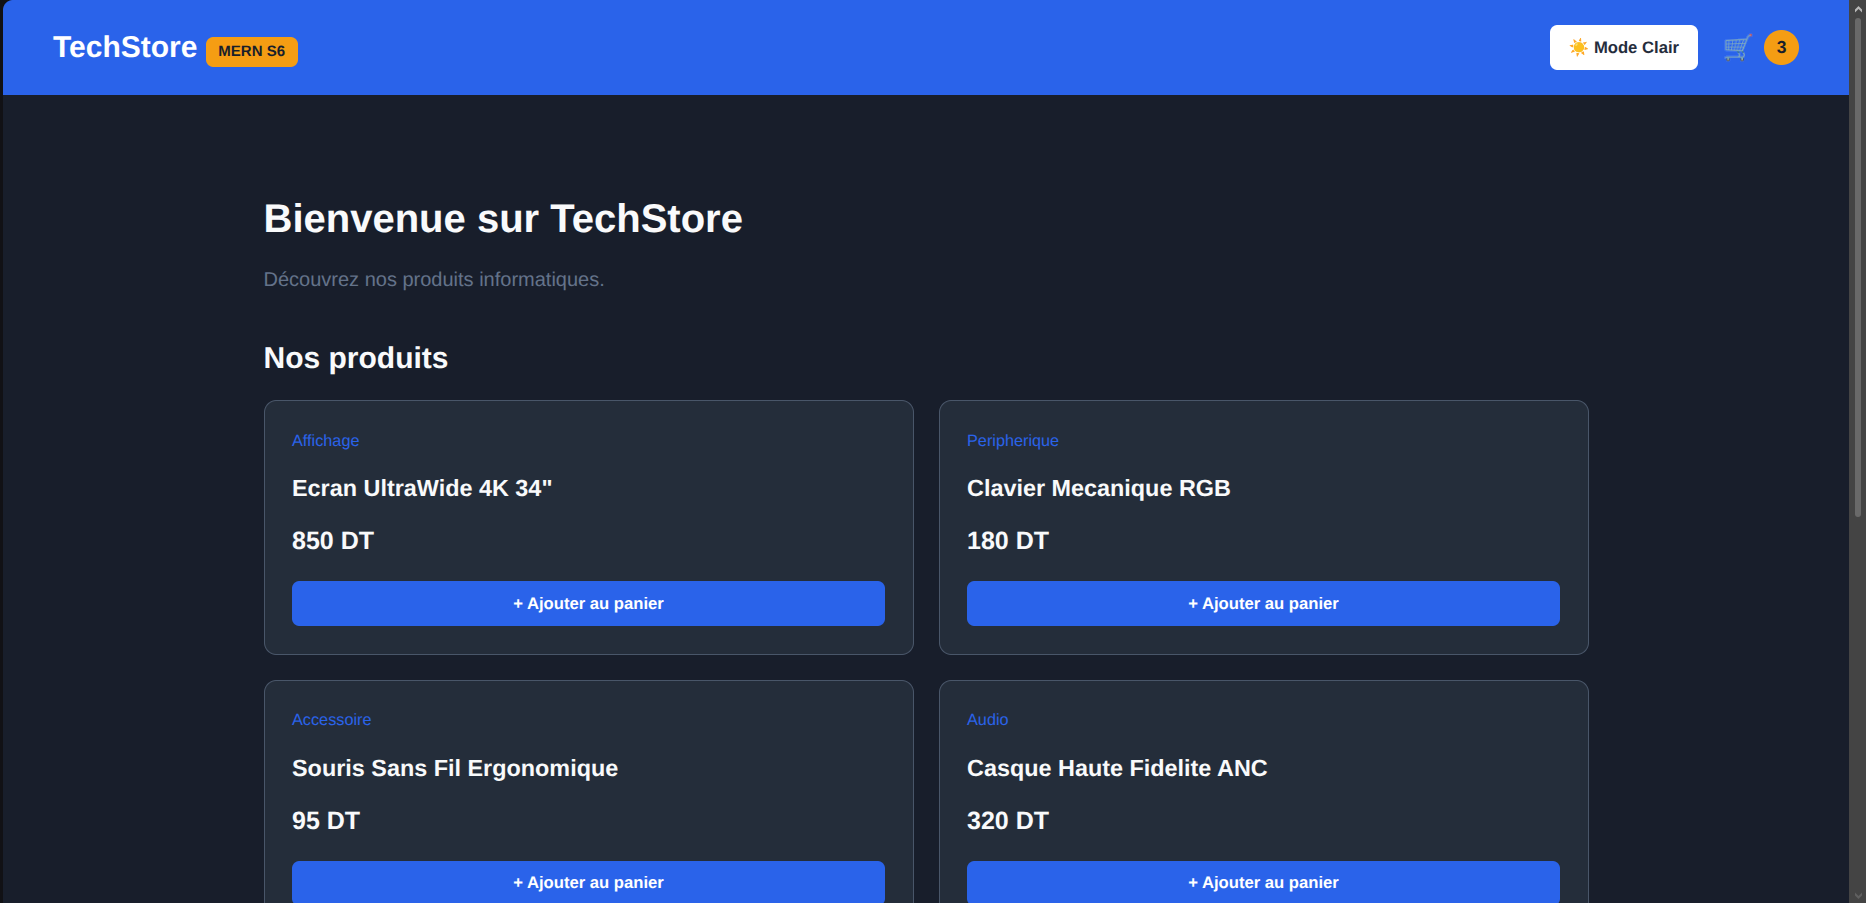 TechStore MERN S6
☀️ Mode Clair 🛒 3
Bienvenue sur TechStore
Découvrez nos produits informatiques.
Nos produits
Affichage
Ecran UltraWide 4K 34"
850 DT
+ Ajouter au panier
Peripherique
Clavier Mecanique RGB
180 DT
+ Ajouter au panier
Accessoire
Souris Sans Fil Ergonomique
95 DT
+ Ajouter au panier
Audio
Casque Haute Fidelite ANC
320 DT
+ Ajouter au panier